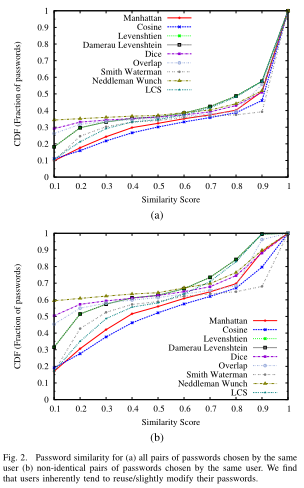 CDF (Fraction of passwords)
1
0.9
0.8
0.7
0.6
0.5
0.4
0.3
0.2
0.1
0
Manhattan
Cosine
Levenshtien
Damerau Levenshtein
Dice
Overlap
Smith Waterman
Neddleman Wunch
LCS
0.1 0.2 0.3 0.4 0.5 0.6 0.7 0.8 0.9 1
Similarity Score
(a)
CDF (Fraction of passwords)
1
0.9
0.8
0.7
0.6
0.5
0.4
0.3
0.2
0.1
0
Manhattan
Cosine
Levenshtien
Damerau Levenshtein
Dice
Overlap
Smith Waterman
Neddleman Wunch
LCS
0.1 0.2 0.3 0.4 0.5 0.6 0.7 0.8 0.9 1
Similarity Score
(b)
Fig. 2. Password similarity for (a) all pairs of passwords chosen by the same
user (b) non-identical pairs of passwords chosen by the same user. We find
that users inherently tend to reuse/slightly modify their passwords.